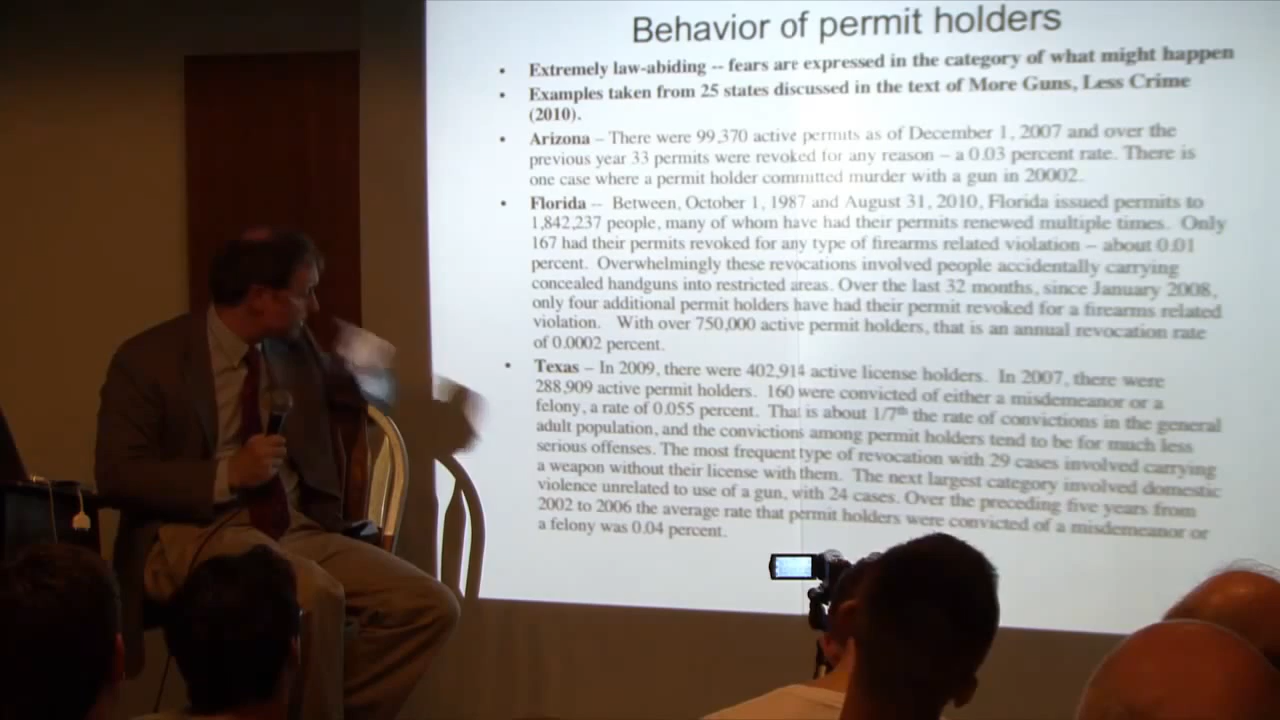 Behavior of permit holders
• Extremely law-abiding -- fears are expressed in the category of what might happen
• Examples taken from 25 states discussed in the text of More Guns, Less Crime
(2010).
• Arizona – There were 99,370 active permits as of December 1, 2007 and over the
previous year 33 permits were revoked for any reason – a 0.03 percent rate. There is
one case where a permit holder committed murder with a gun in 20002.
• Florida -- Between, October 1, 1987 and August 31, 2010, Florida issued permits to
1,842,237 people, many of whom have had their permits renewed multiple times. Only
167 had their permits revoked for any type of firearms related violation – about 0.01
percent. Overwhelmingly these revocations involved people accidentally carrying
concealed handguns into restricted areas. Over the last 32 months, since January 2008,
only four additional permit holders have had their permit revoked for a firearms related
violation. With over 750,000 active permit holders, that is an annual revocation rate
of 0.0002 percent.
• Texas – In 2009, there were 402,914 active license holders. In 2007, there were
288,909 active permit holders. 160 were convicted of either a misdemeanor or a
felony, a rate of 0.055 percent. That is about 1/7th the rate of convictions in the general
adult population, and the convictions among permit holders tend to be for much less
serious offenses. The most frequent type of revocation with 29 cases involved carrying
a weapon without their license with them. The next largest category involved domestic
violence unrelated to use of a gun, with 24 cases. Over the preceding five years from
2002 to 2006 the average rate that permit holders were convicted of a misdemeanor or
a felony was 0.04 percent.